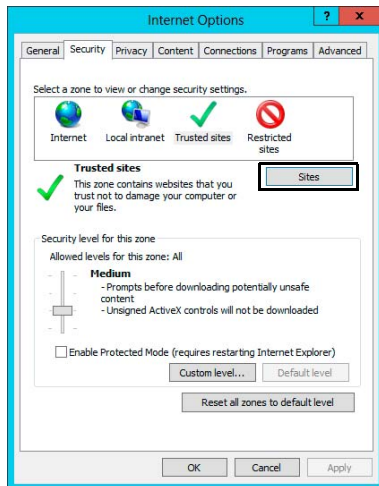 Internet Options
?
x
General Security Privacy Content Connections Programs Advanced
Select a zone to view or change security settings.
Internet Local intranet Trusted sites Restricted
sites
Trusted sites
Sites
This zone contains websites that you
trust not to damage your computer or
your files.
Security level for this zone
Allowed levels for this zone: All
Medium
- Prompts before downloading potentially unsafe
content
- Unsigned ActiveX controls will not be downloaded
Enable Protected Mode (requires restarting Internet Explorer)
Custom level... Default level
Reset all zones to default level
OK Cancel Apply